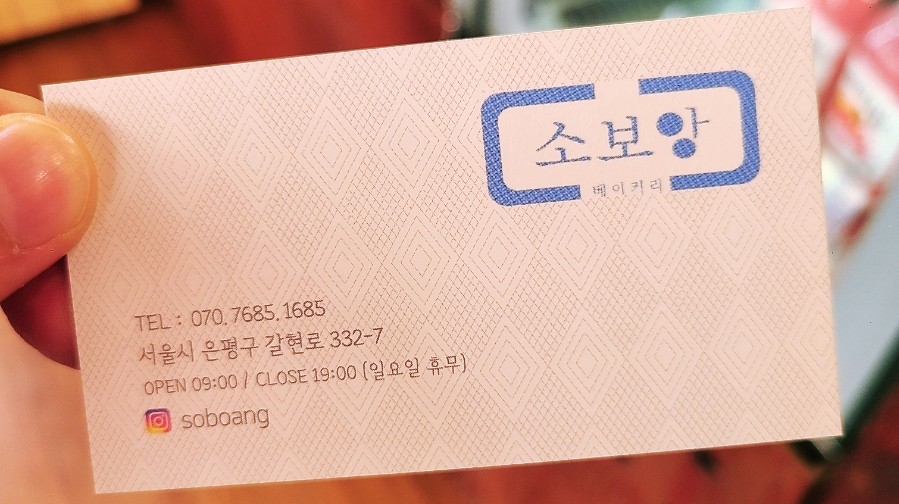 소보앙
베이커리
TEL : 070.7685.1685
서울시 은평구 갈현로 332-7
OPEN 09:00 / CLOSE 19:00 (일요일 휴무)
soboang